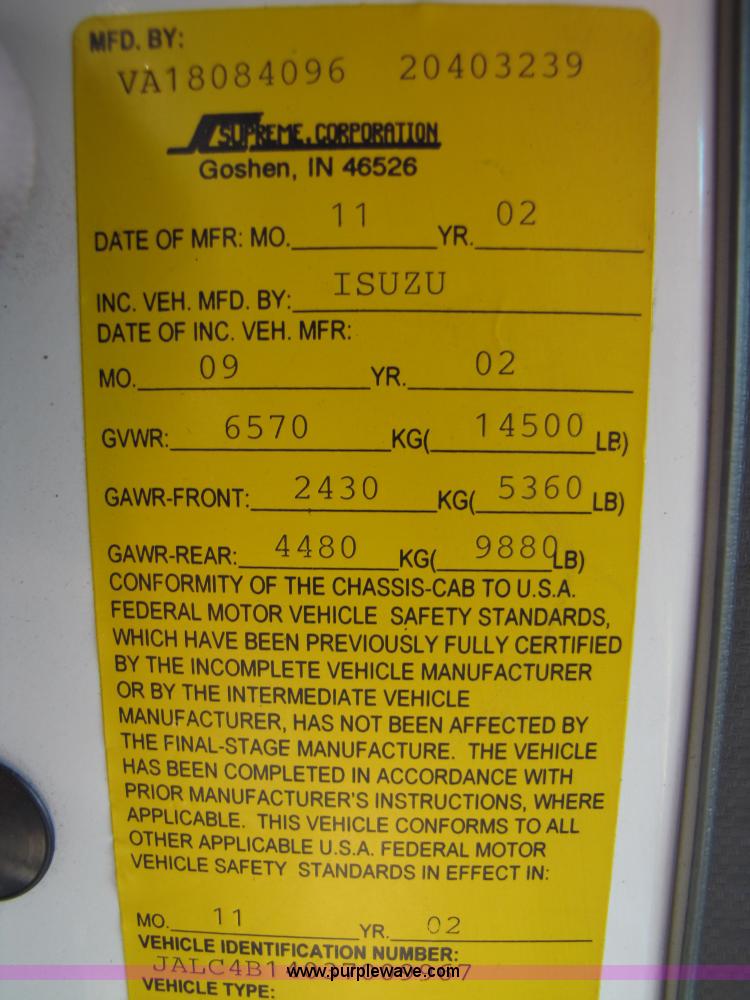 MFD. BY:
VA18084096 20403239
SUPREME. CORPORATION
Goshen, IN 46526
DATE OF MFR: MO. 11 YR. 02
INC. VEH. MFD. BY: ISUZU
DATE OF INC. VEH. MFR:
MO. 09 YR. 02
GVWR: 6570 KG( 14500 LB)
GAWR-FRONT: 2430 KG( 5360 LB)
GAWR-REAR: 4480 KG( 9880 LB)
CONFORMITY OF THE CHASSIS-CAB TO U.S.A.
FEDERAL MOTOR VEHICLE SAFETY STANDARDS,
WHICH HAVE BEEN PREVIOUSLY FULLY CERTIFIED
BY THE INCOMPLETE VEHICLE MANUFACTURER
OR BY THE INTERMEDIATE VEHICLE
MANUFACTURER, HAS NOT BEEN AFFECTED BY
THE FINAL-STAGE MANUFACTURE. THE VEHICLE
HAS BEEN COMPLETED IN ACCORDANCE WITH
PRIOR MANUFACTURER'S INSTRUCTIONS, WHERE
APPLICABLE. THIS VEHICLE CONFORMS TO ALL
OTHER APPLICABLE U.S.A. FEDERAL MOTOR
VEHICLE SAFETY STANDARDS IN EFFECT IN:
MO. 11 YR. 02
VEHICLE IDENTIFICATION NUMBER:
www.purplewave.com
VEHICLE TYPE: